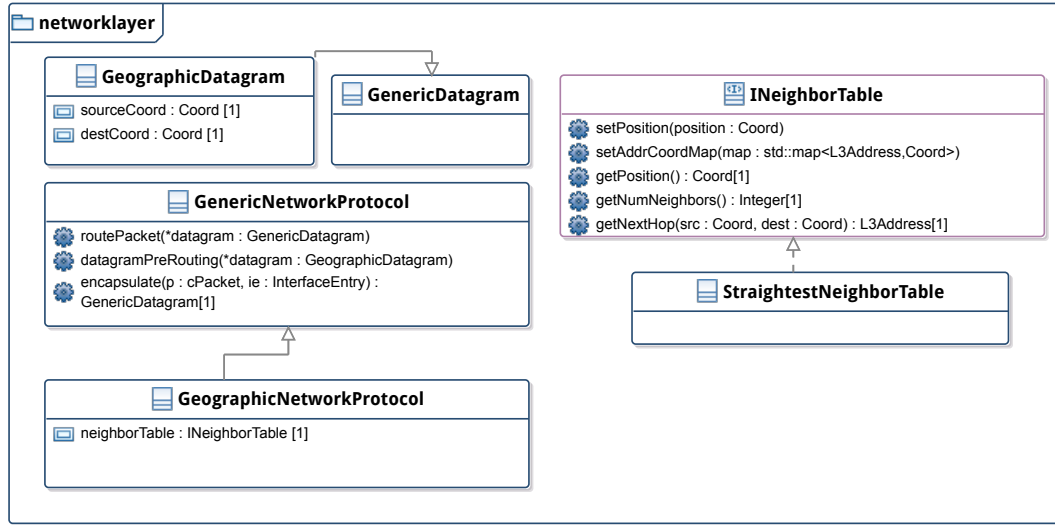 networklayer
GeographicDatagram
sourceCoord : Coord [1]
destCoord : Coord [1]
GenericDatagram
<I>
INeighborTable
setPosition(position : Coord)
setAddrCoordMap(map : std::map<L3Address,Coord>)
getPosition() : Coord[1]
getNumNeighbors() : Integer[1]
getNextHop(src : Coord, dest : Coord) : L3Address[1]
GenericNetworkProtocol
routePacket(*datagram : GenericDatagram)
datagramPreRouting(*datagram : GeographicDatagram)
encapsulate(p : cPacket, ie : InterfaceEntry) :
GenericDatagram[1]
StraightestNeighborTable
GeographicNetworkProtocol
neighborTable : INeighborTable [1]